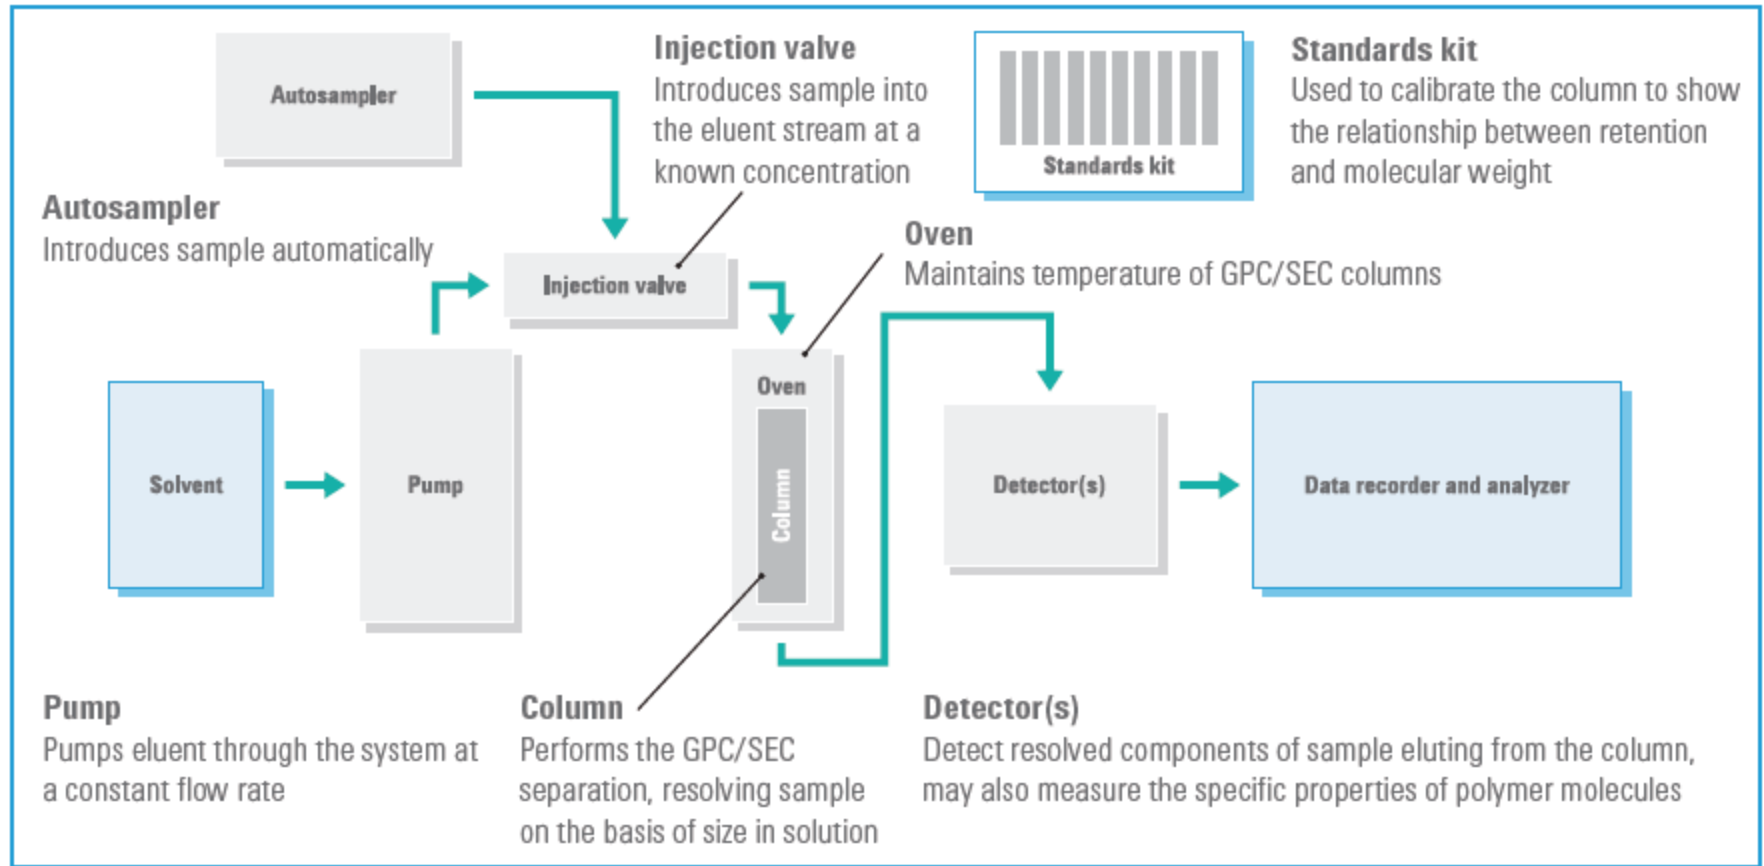 Autosampler
Autosampler
Introduces sample automatically
Injection valve
Introduces sample into
the eluent stream at a
known concentration
Standards kit
Standards kit
Used to calibrate the column to show
the relationship between retention
and molecular weight
Injection valve
Oven
Maintains temperature of GPC/SEC columns
Solvent
Pump
Oven
Column
Detector(s)
Data recorder and analyzer
Pump
Pumps eluent through the system at
a constant flow rate
Column
Performs the GPC/SEC
separation, resolving sample
on the basis of size in solution
Detector(s)
Detect resolved components of sample eluting from the column,
may also measure the specific properties of polymer molecules